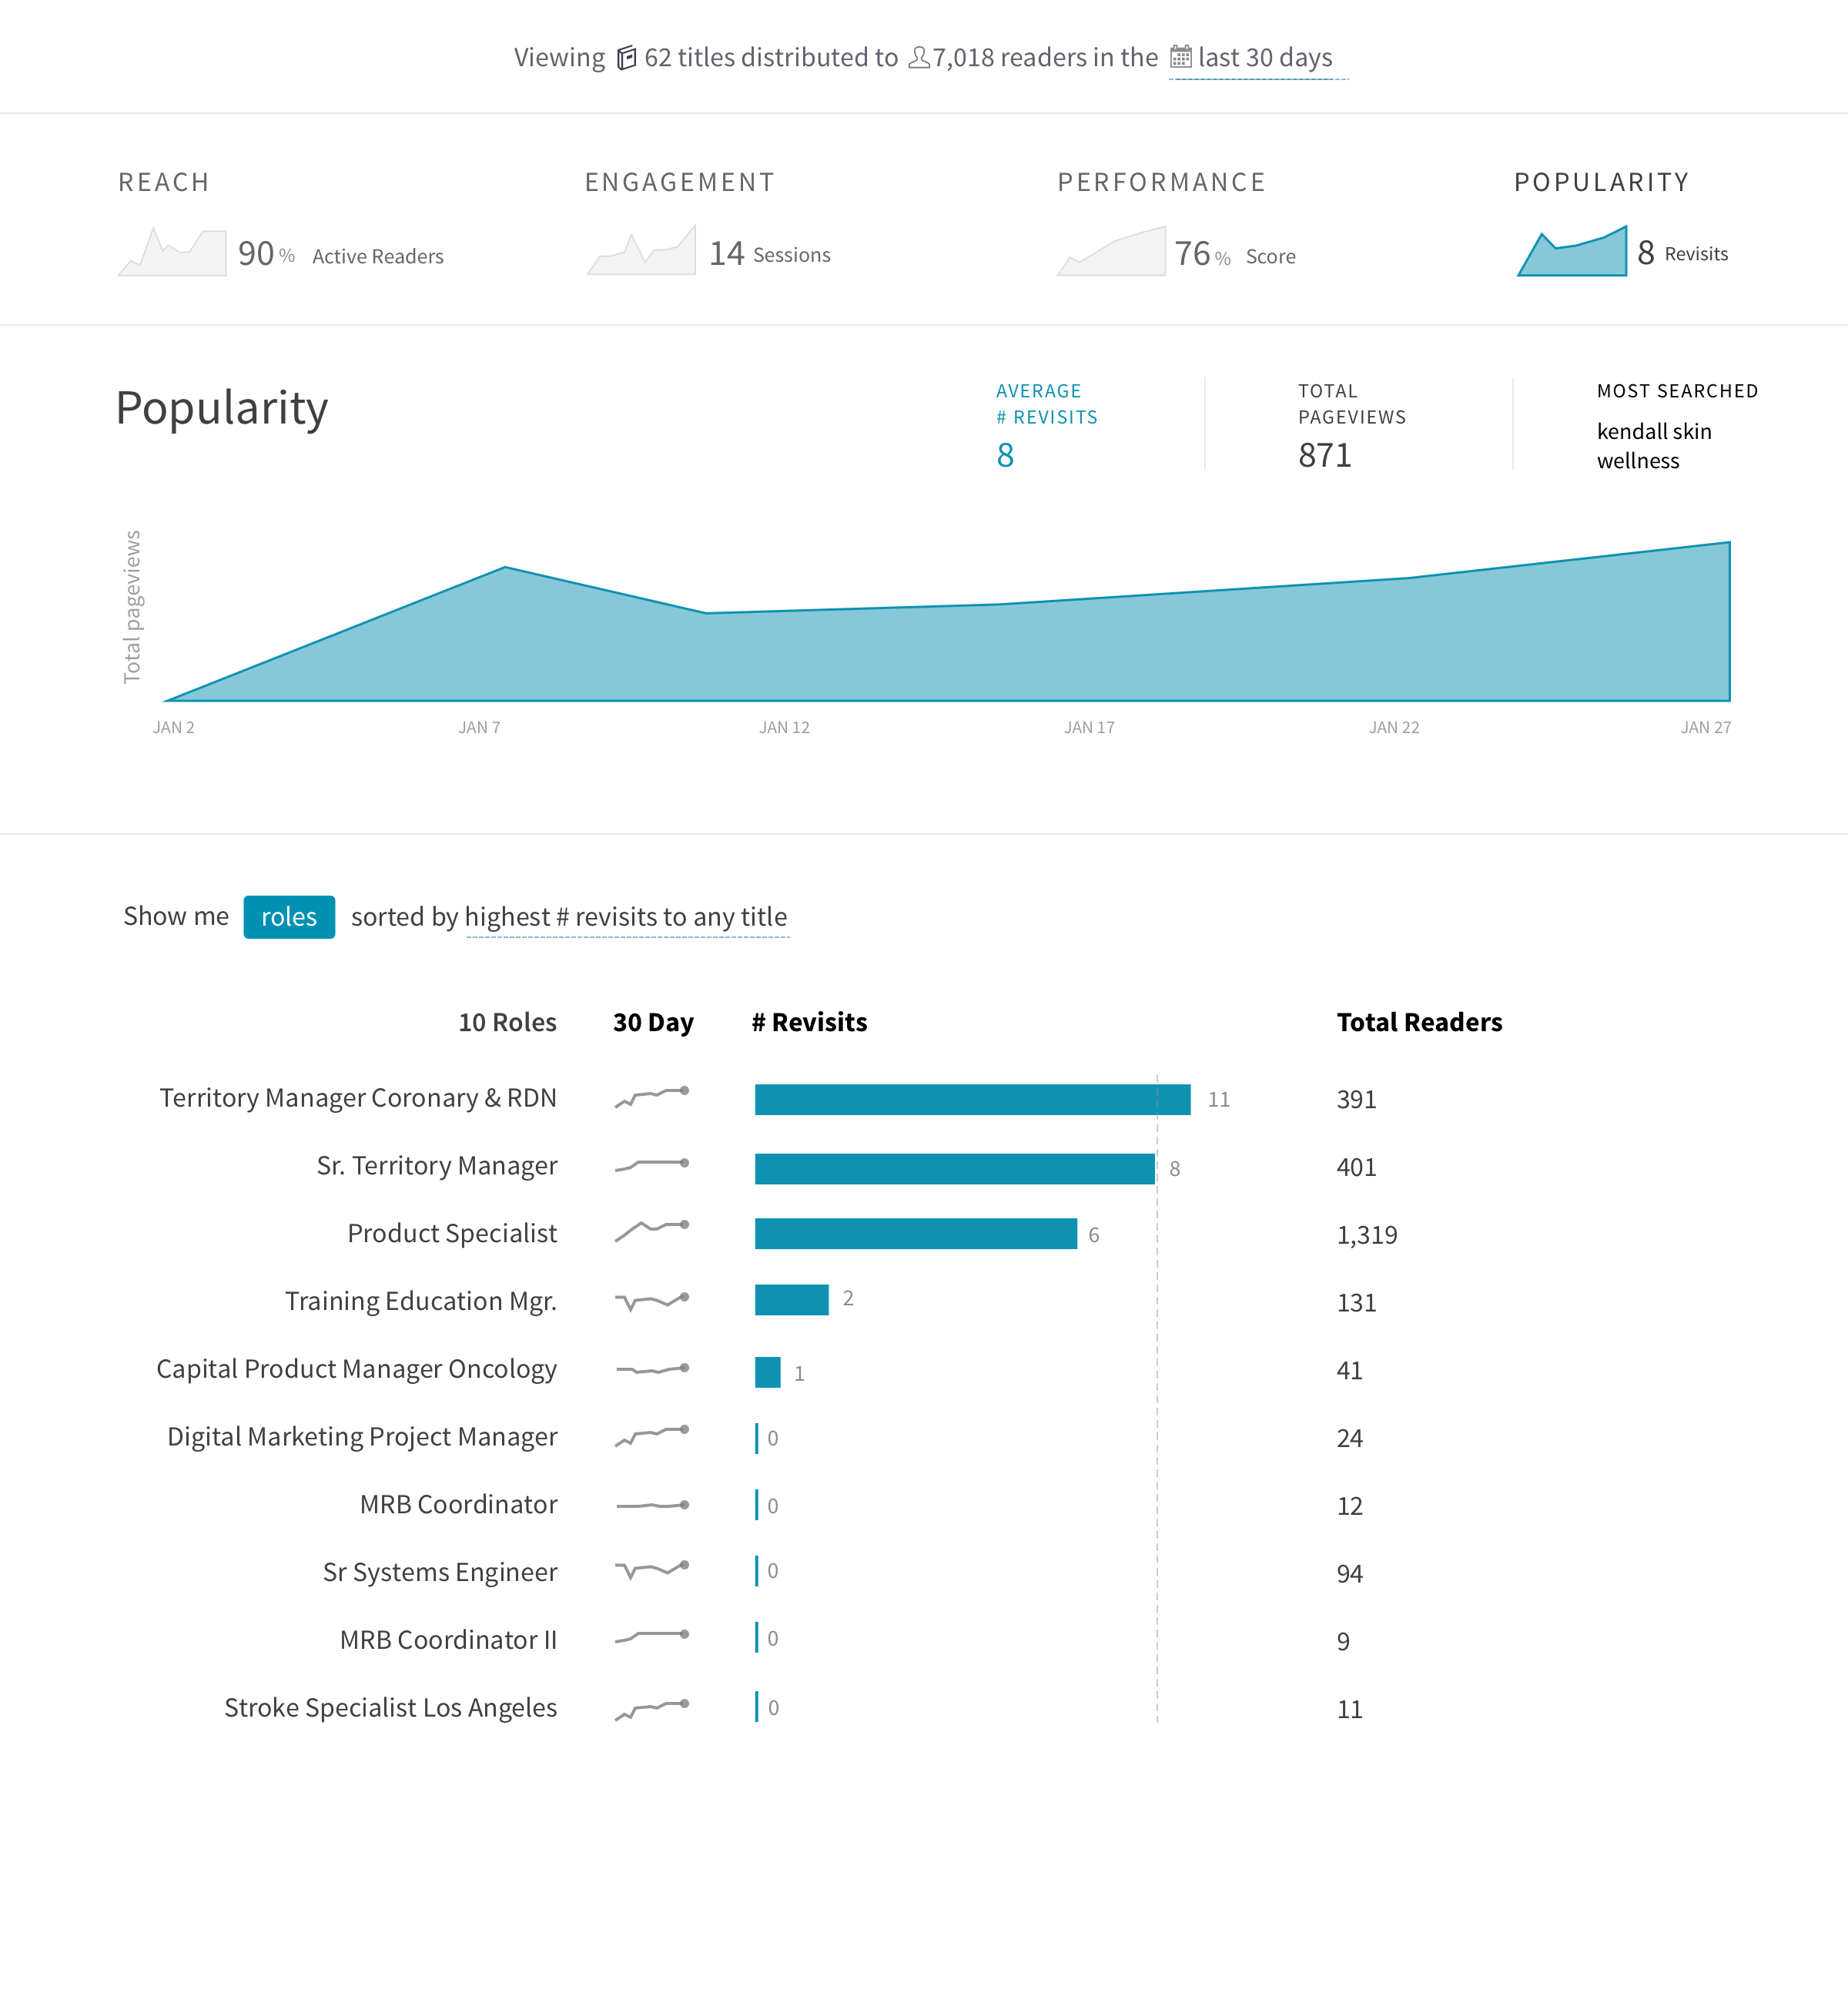 Viewing 62 titles distributed to 7,018 readers in the last 30 days
REACH
90 % Active Readers
ENGAGEMENT
14 Sessions
PERFORMANCE
76 % Score
POPULARITY
8 Revisits
Popularity
AVERAGE
# REVISITS
8
TOTAL
PAGEVIEWS
871
MOST SEARCHED
kendall skin
wellness
Total pageviews
JAN 2 JAN 7 JAN 12 JAN 17 JAN 22 JAN 27
Show me roles sorted by highest # revisits to any title
10 Roles 30 Day # Revisits Total Readers
Territory Manager Coronary & RDN 11 391
Sr. Territory Manager 8 401
Product Specialist 6 1,319
Training Education Mgr. 2 131
Capital Product Manager Oncology 1 41
Digital Marketing Project Manager 0 24
MRB Coordinator 0 12
Sr Systems Engineer 0 94
MRB Coordinator II 0 9
Stroke Specialist Los Angeles 0 11